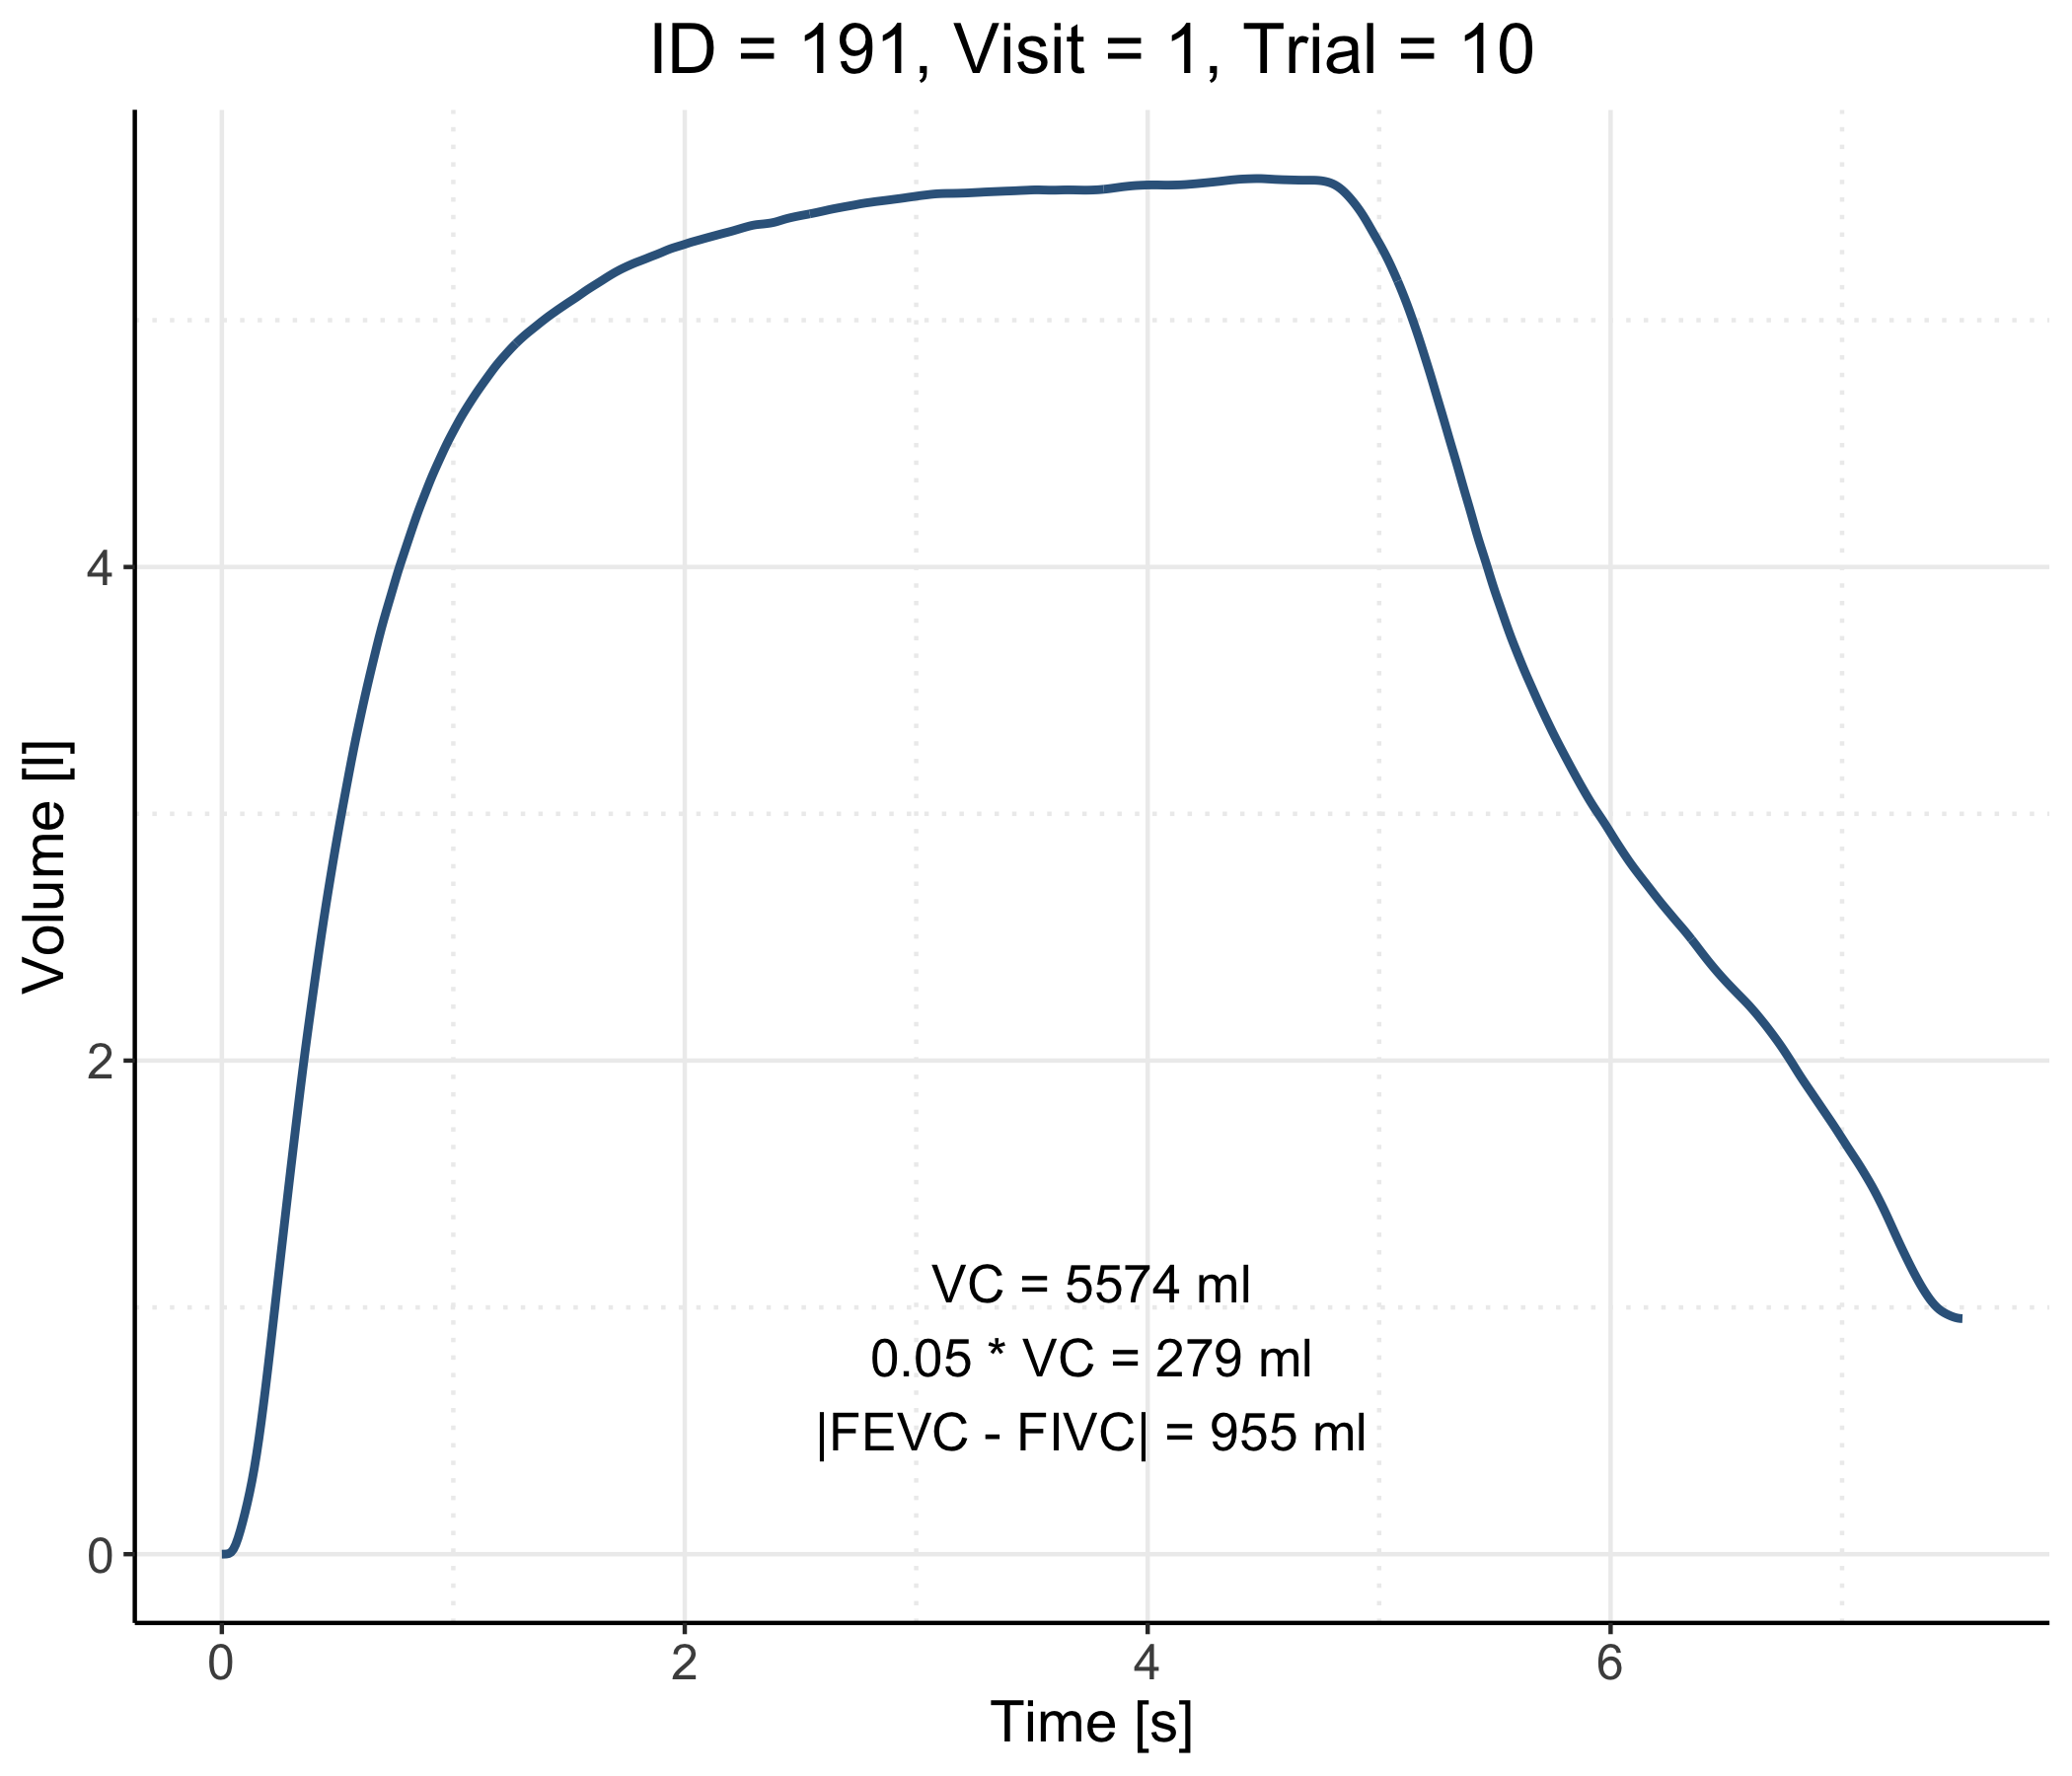 ID = 191, Visit = 1, Trial = 10
Volume [l]
4
2
0
VC = 5574 ml
0.05 * VC = 279 ml
|FEVC - FIVC| = 955 ml
0 2 4 6
Time [s]